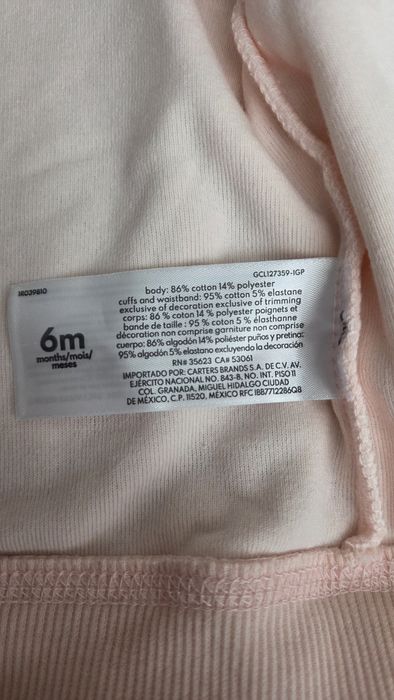 1R039810
GCL127359-1GP
body: 86% cotton 14% polyester
cuffs and waistband: 95% cotton 5% elastane
exclusive of decoration exclusive of trimming
corps: 86 % coton 14 % polyester poignets et
bande de taille : 95 % coton 5 % élasthanne
décoration non comprise garniture non comprise
cuerpo: 86% algodón 14% poliéster puños y pretina:
95% algodón 5% elastano excluyendo la decoración
RN# 35623 CA# 53061
IMPORTADO POR: CARTERS BRANDS S.A. DE C.V. AV.
EJÉRCITO NACIONAL NO. 843-B, NO. INT. PISO 11
COL. GRANADA, MIGUEL HIDALGO CIUDAD
DE MÉXICO, C.P. 11520, MÉXICO RFC IBB7712286Q8
6m
months/mois/
meses